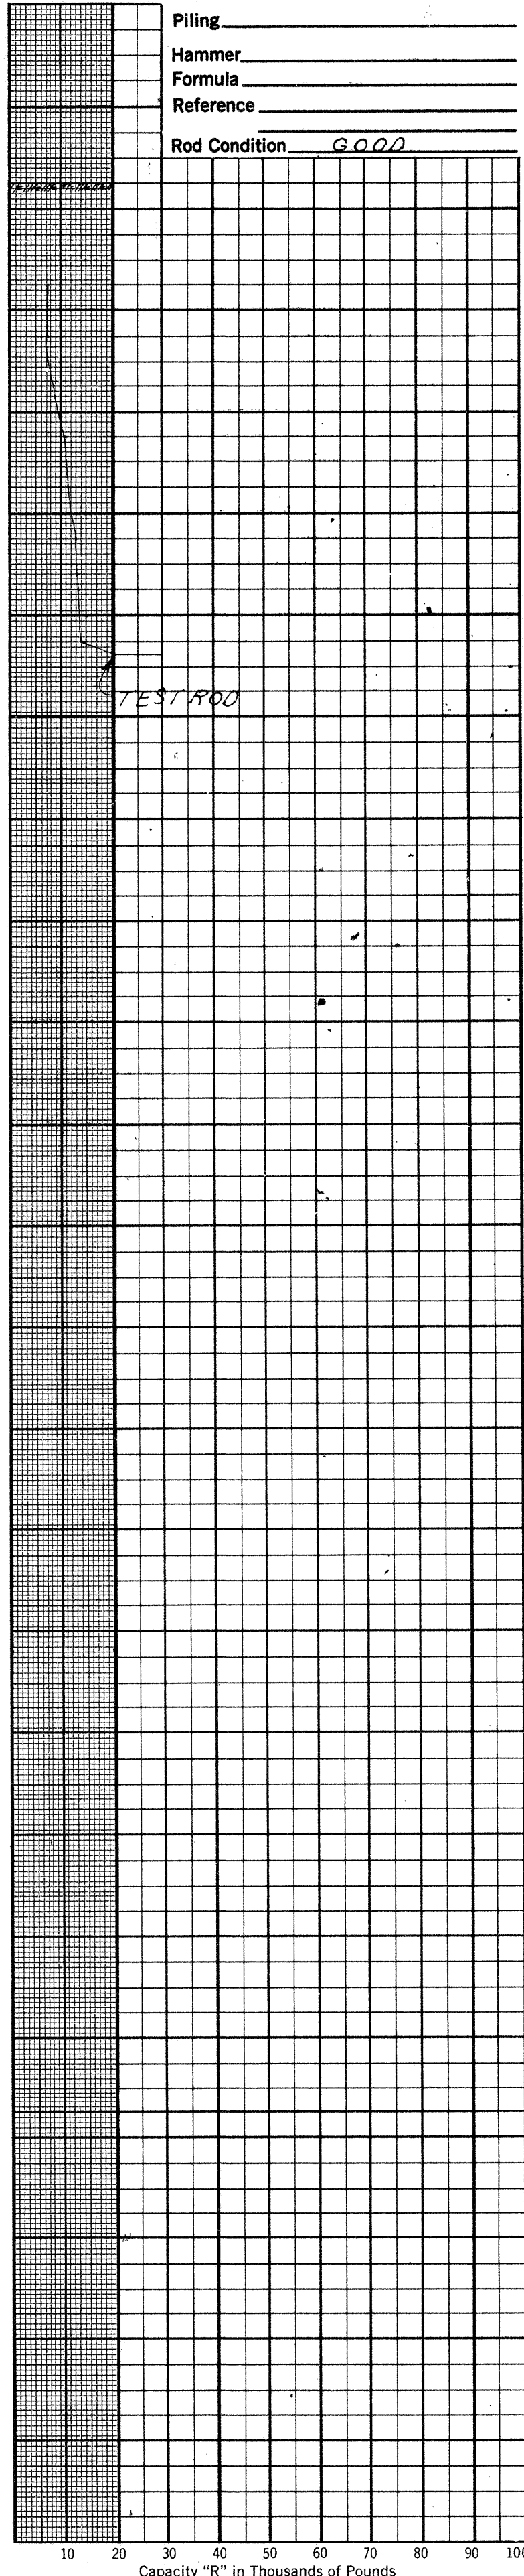 Piling
Hammer
Formula
Reference
Rod Condition GOOD
TEST ROD
10 20 30 40 50 60 70 80 90 100
Capacity "R" in Thousands of Pounds